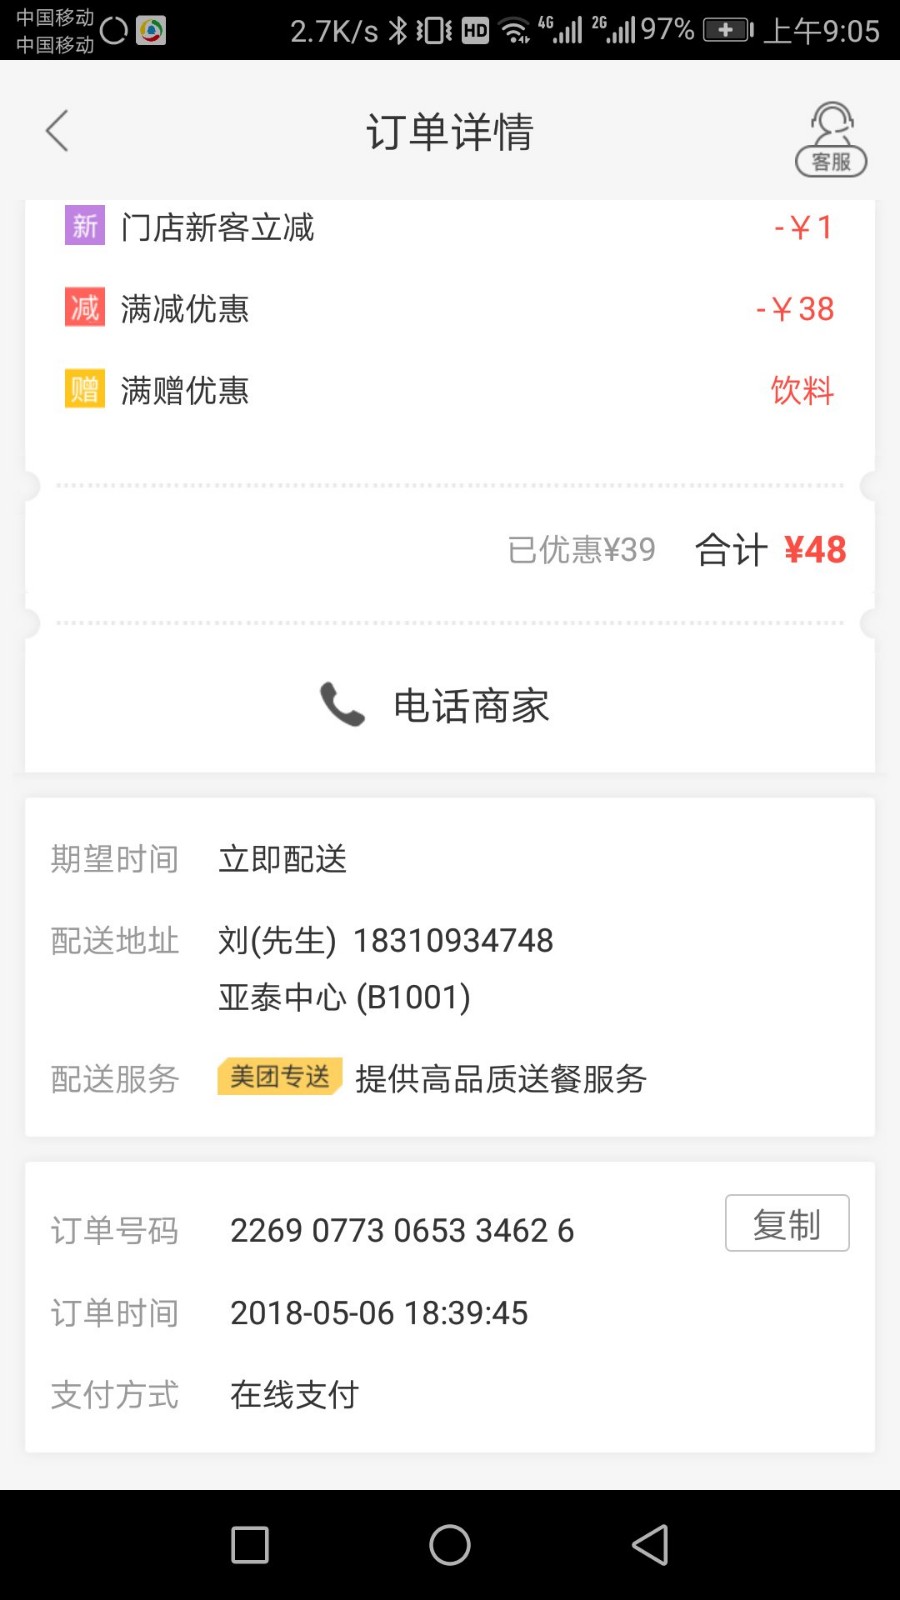 中国移动
中国移动
2.7K/s HD 4G 2G 97% 上午9:05
订单详情
客服
新 门店新客立减 -￥1
减 满减优惠 -￥38
赠 满赠优惠 饮料
已优惠¥39 合计 ¥48
电话商家
期望时间 立即配送
配送地址 刘(先生) 18310934748
亚泰中心 (B1001)
配送服务 美团专送 提供高品质送餐服务
订单号码 2269 0773 0653 3462 6 复制
订单时间 2018-05-06 18:39:45
支付方式 在线支付